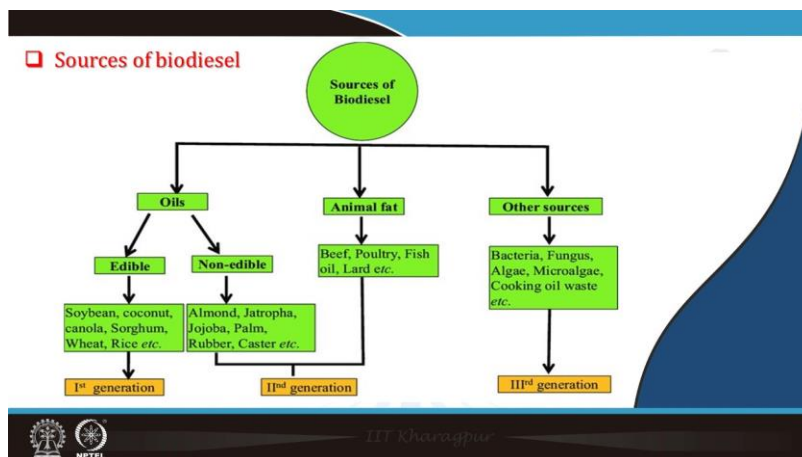 Sources of biodiesel
Sources of
Biodiesel
Oils
Animal fat
Other sources
Edible
Non-edible
Beef, Poultry, Fish
oil, Lard etc.
Bacteria, Fungus,
Algae, Microalgae,
Cooking oil waste
etc.
Soybean, coconut,
canola, Sorghum,
Wheat, Rice etc.
Almond, Jatropha,
Jojoba, Palm,
Rubber, Caster etc.
Ist generation
IInd generation
IIIrd generation
IIT Kharagpur
NPTEL